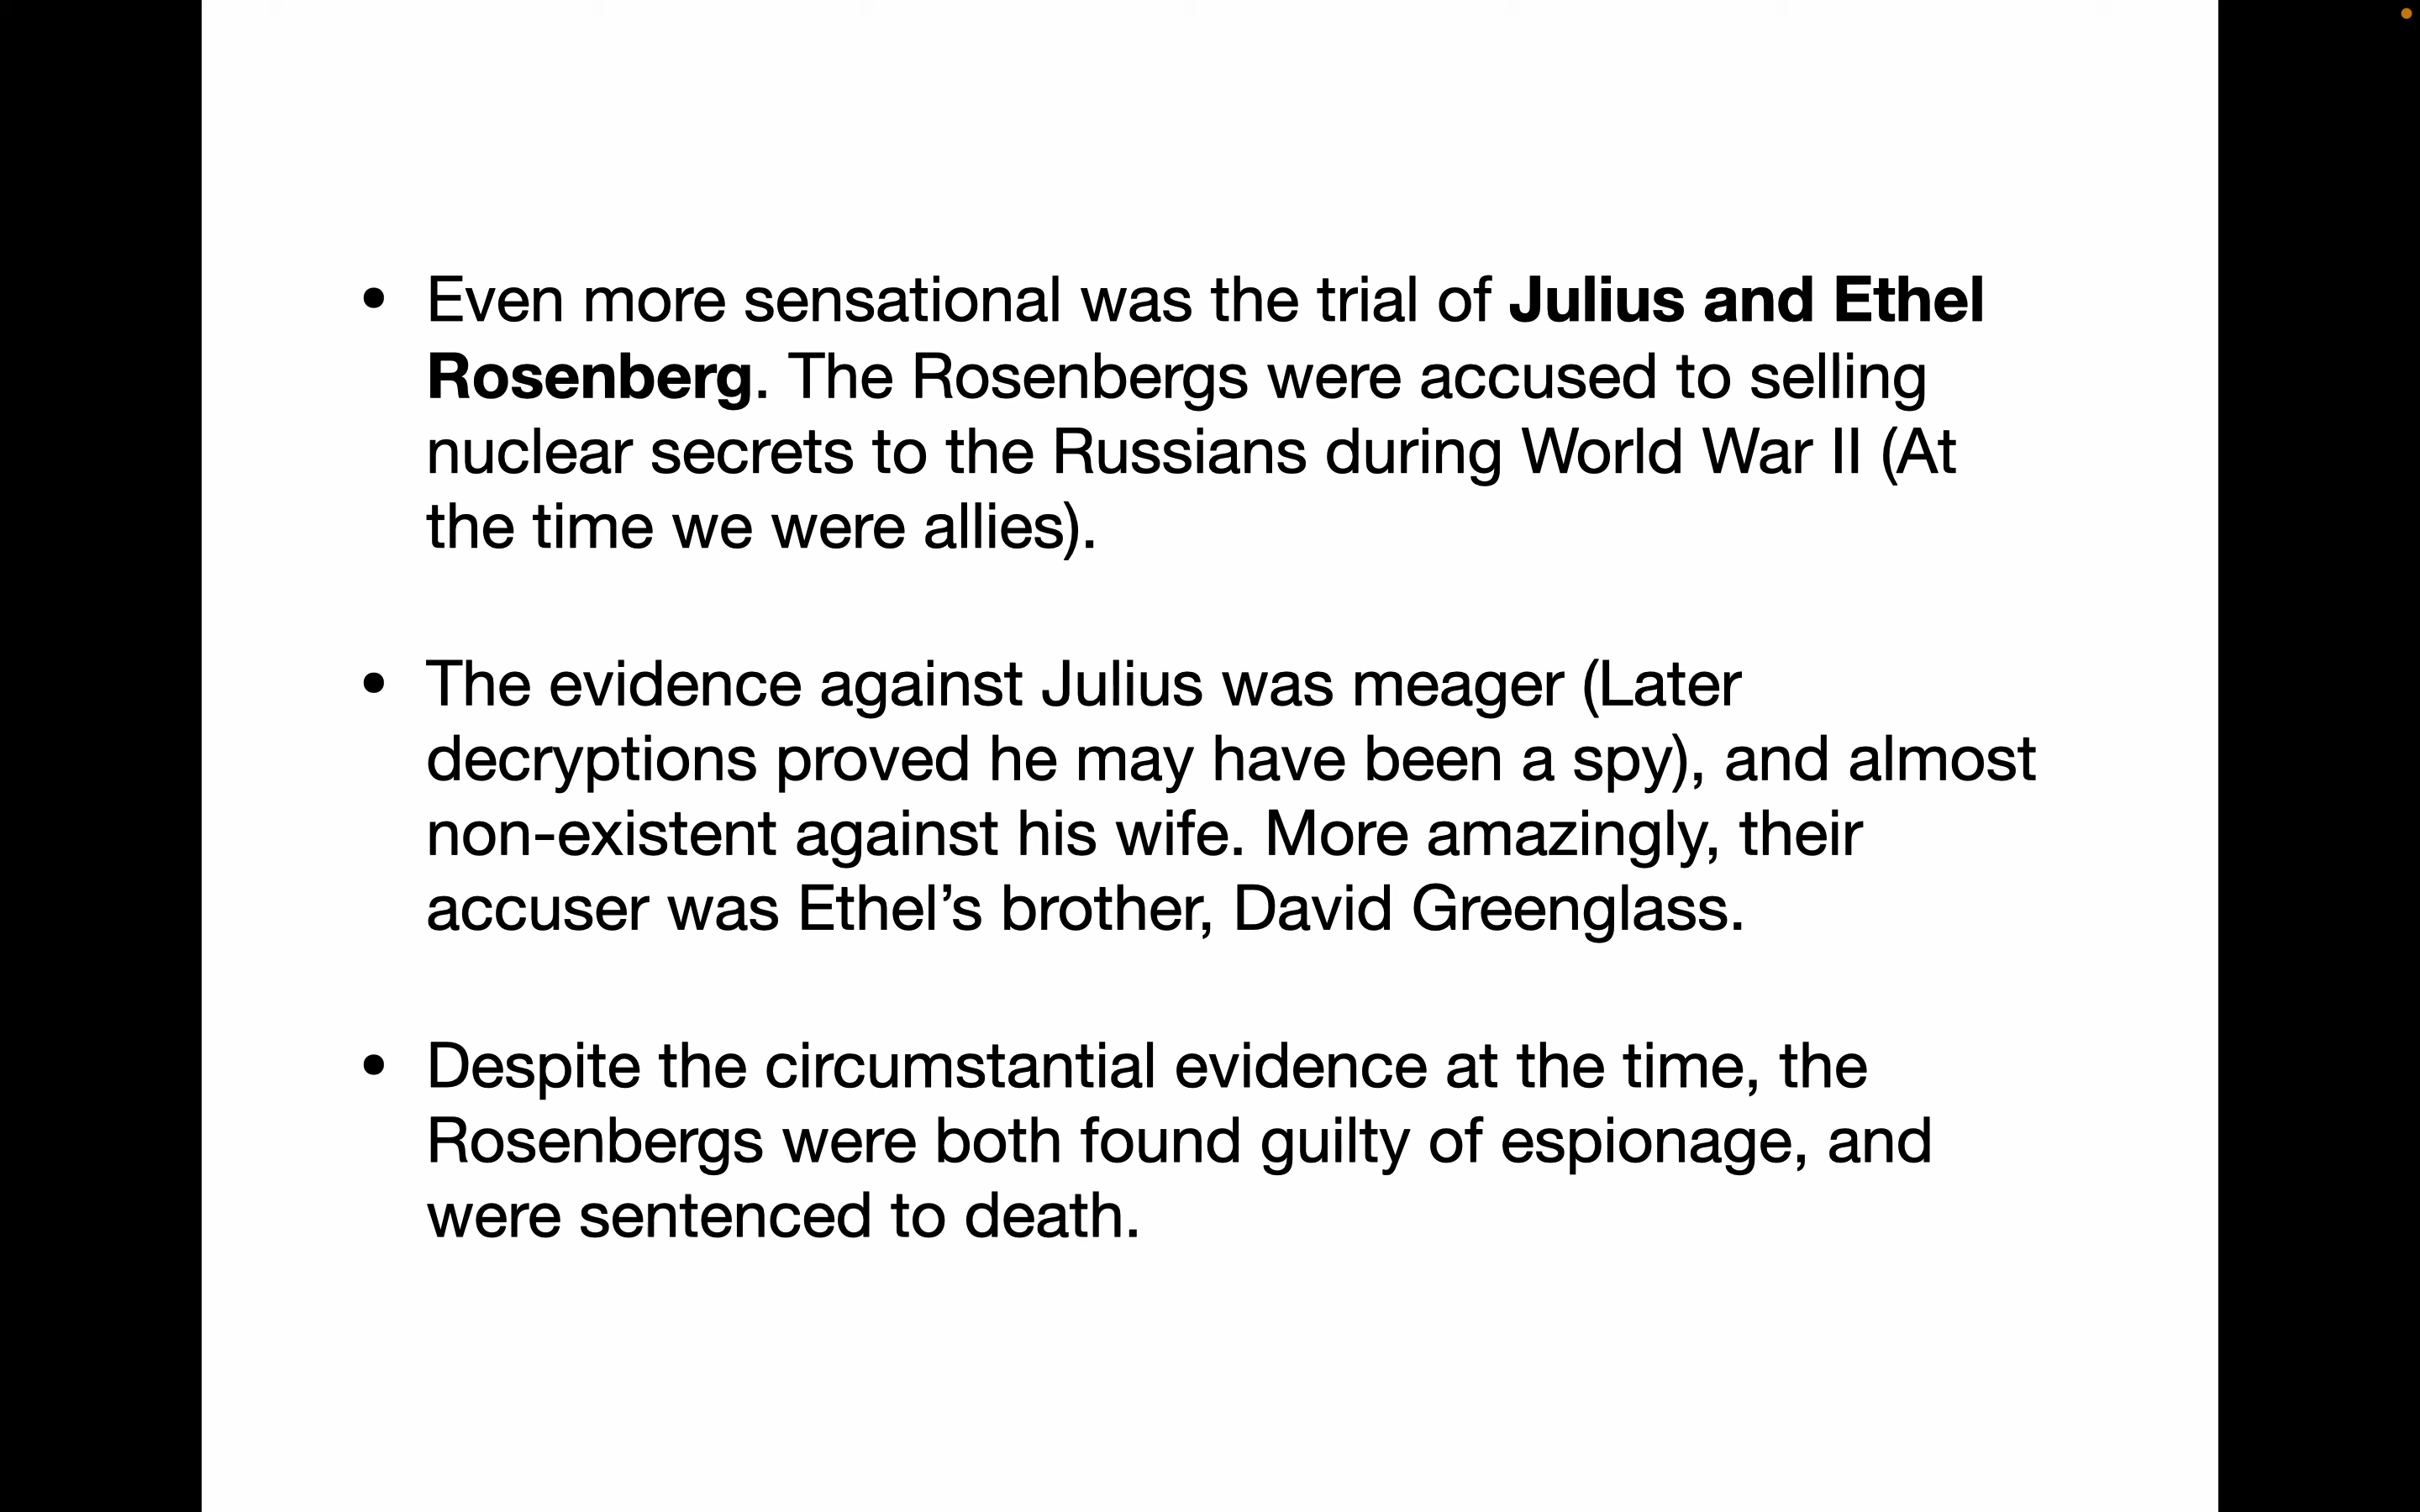 • Even more sensational was the trial of Julius and Ethel
Rosenberg. The Rosenbergs were accused to selling
nuclear secrets to the Russians during World War II (At
the time we were allies).
• The evidence against Julius was meager (Later
decryptions proved he may have been a spy), and almost
non-existent against his wife. More amazingly, their
accuser was Ethel’s brother, David Greenglass.
• Despite the circumstantial evidence at the time, the
Rosenbergs were both found guilty of espionage, and
were sentenced to death.